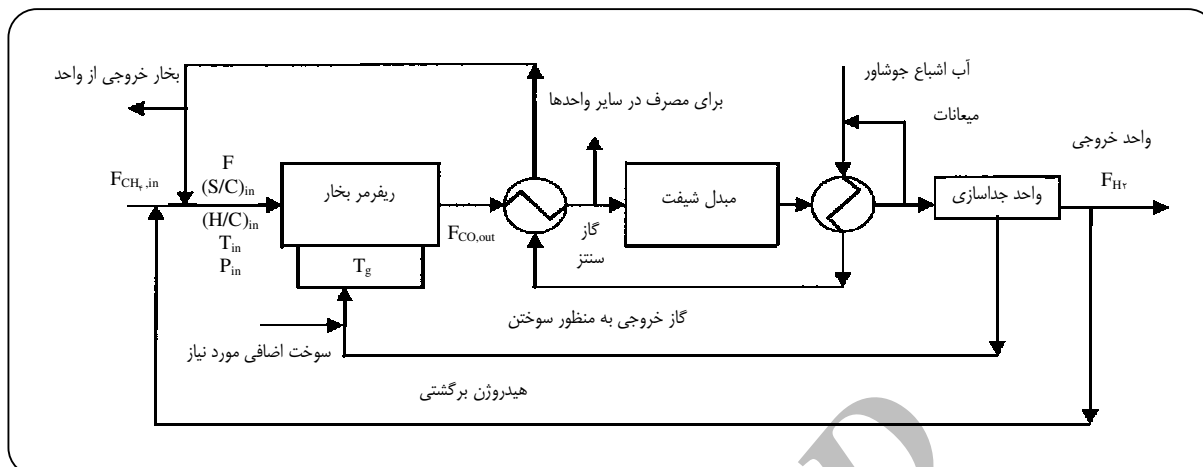 بخار خروجی از واحد
برای مصرف در سایر واحدها
آب اشباع جوشاور
میعانات
واحد خروجی
F_CH۴,in
F
(S/C)in
(H/C)in
Tin
Pin
ریفرمر بخار
Tg
FCO,out
گاز
سنتز
مبدل شیفت
واحد جداسازی
FH۲
گاز خروجی به منظور سوختن
سوخت اضافی مورد نیاز
هیدروژن برگشتی